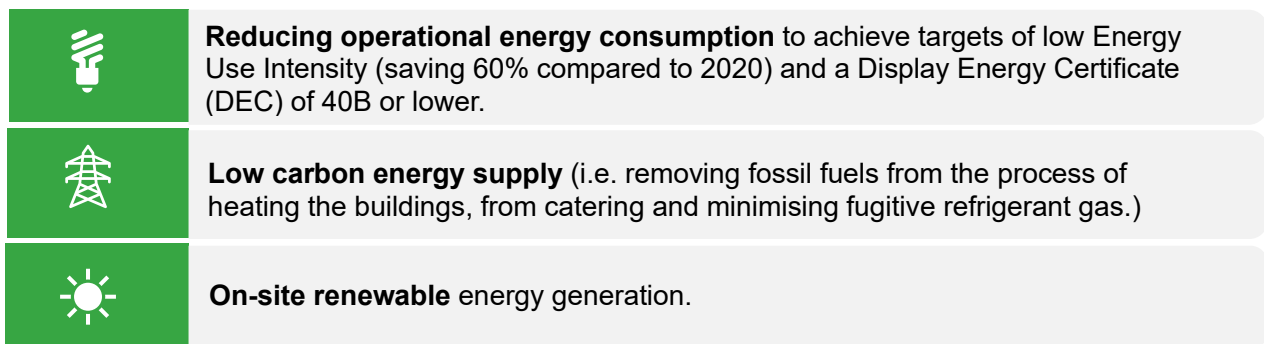 Reducing operational energy consumption to achieve targets of low Energy
Use Intensity (saving 60% compared to 2020) and a Display Energy Certificate
(DEC) of 40B or lower.
Low carbon energy supply (i.e. removing fossil fuels from the process of
heating the buildings, from catering and minimising fugitive refrigerant gas.)
On-site renewable energy generation.